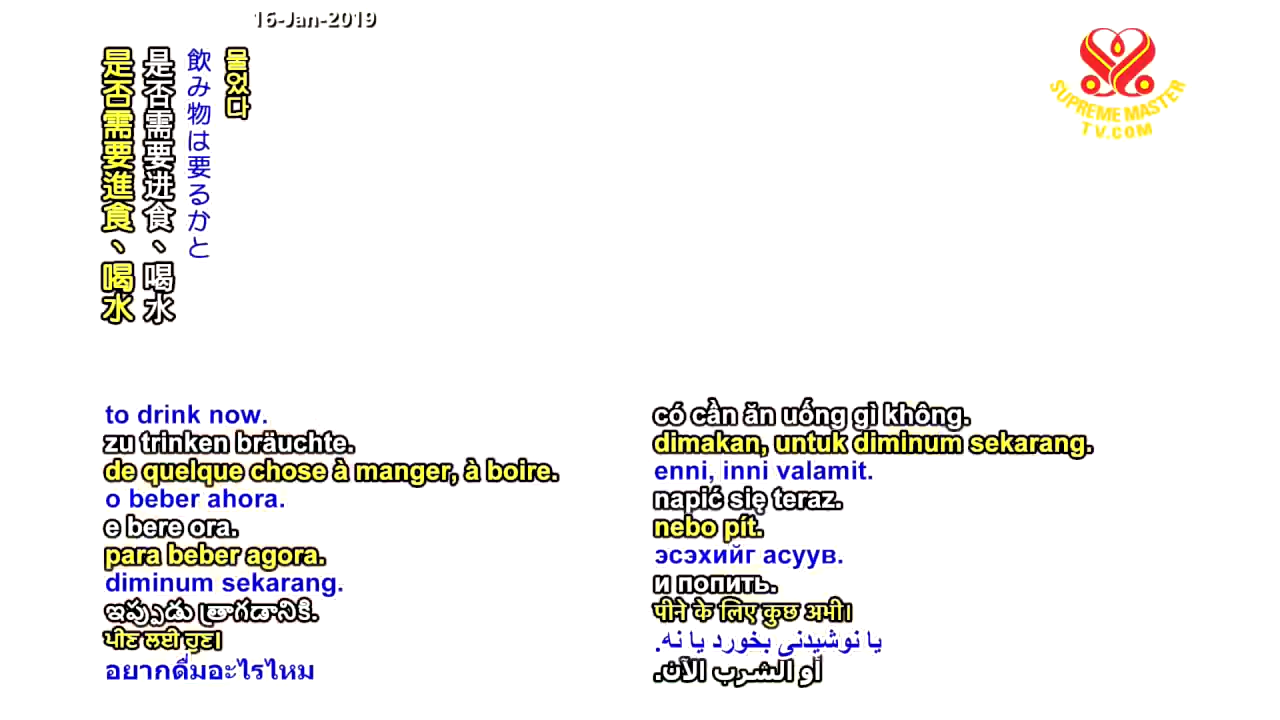 16-Jan-2019
是否需要進食、喝水
是否需要进食、喝水
飲み物は要るかと
물었다
SUPREME MASTER
TV.COM
to drink now.
zu trinken bräuchte.
de quelque chose à manger, à boire.
o beber ahora.
e bere ora.
para beber agora.
diminum sekarang.
ఇప్పుడు త్రాగడానికి.
ਪੀਣ ਲਈ ਹੁਣ।
อยากดื่มอะไรไหม
có cần ăn uống gì không.
dimakan, untuk diminum sekarang.
enni, inni valamit.
napić się teraz.
nebo pít.
эсэхийг асуув.
и попить.
पीने के लिए कुछ अभी।
یا نوشیدنی بخورد یا نه.
أو الشرب الآن.